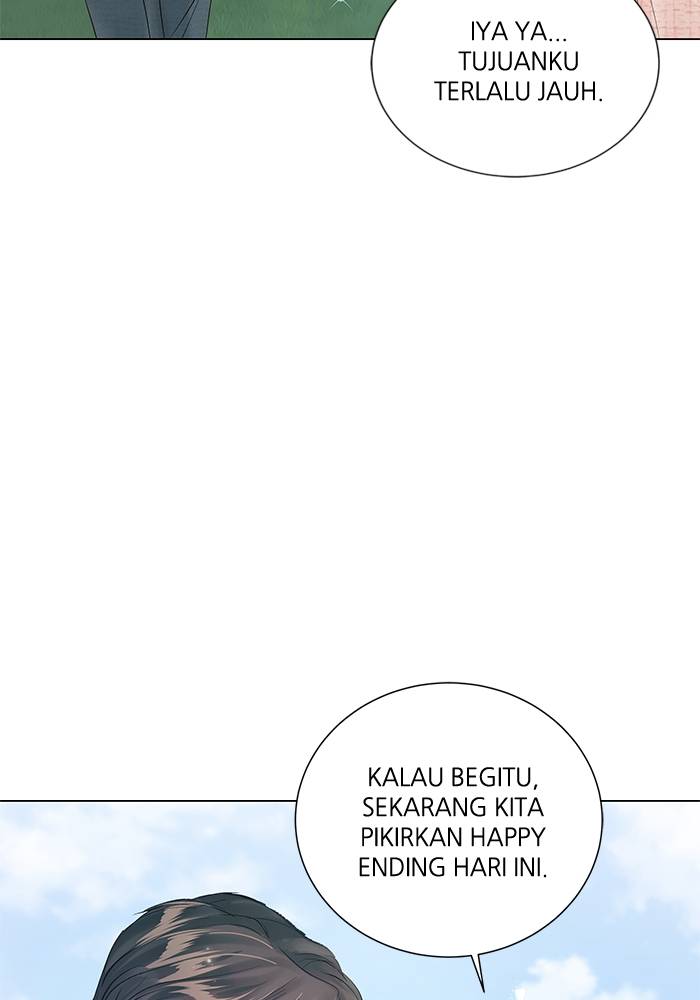 IYA YA...
TUJUANKU
TERLALU JAUH.
KALAU BEGITU,
SEKARANG KITA
PIKIRKAN HAPPY
ENDING HARI INI.